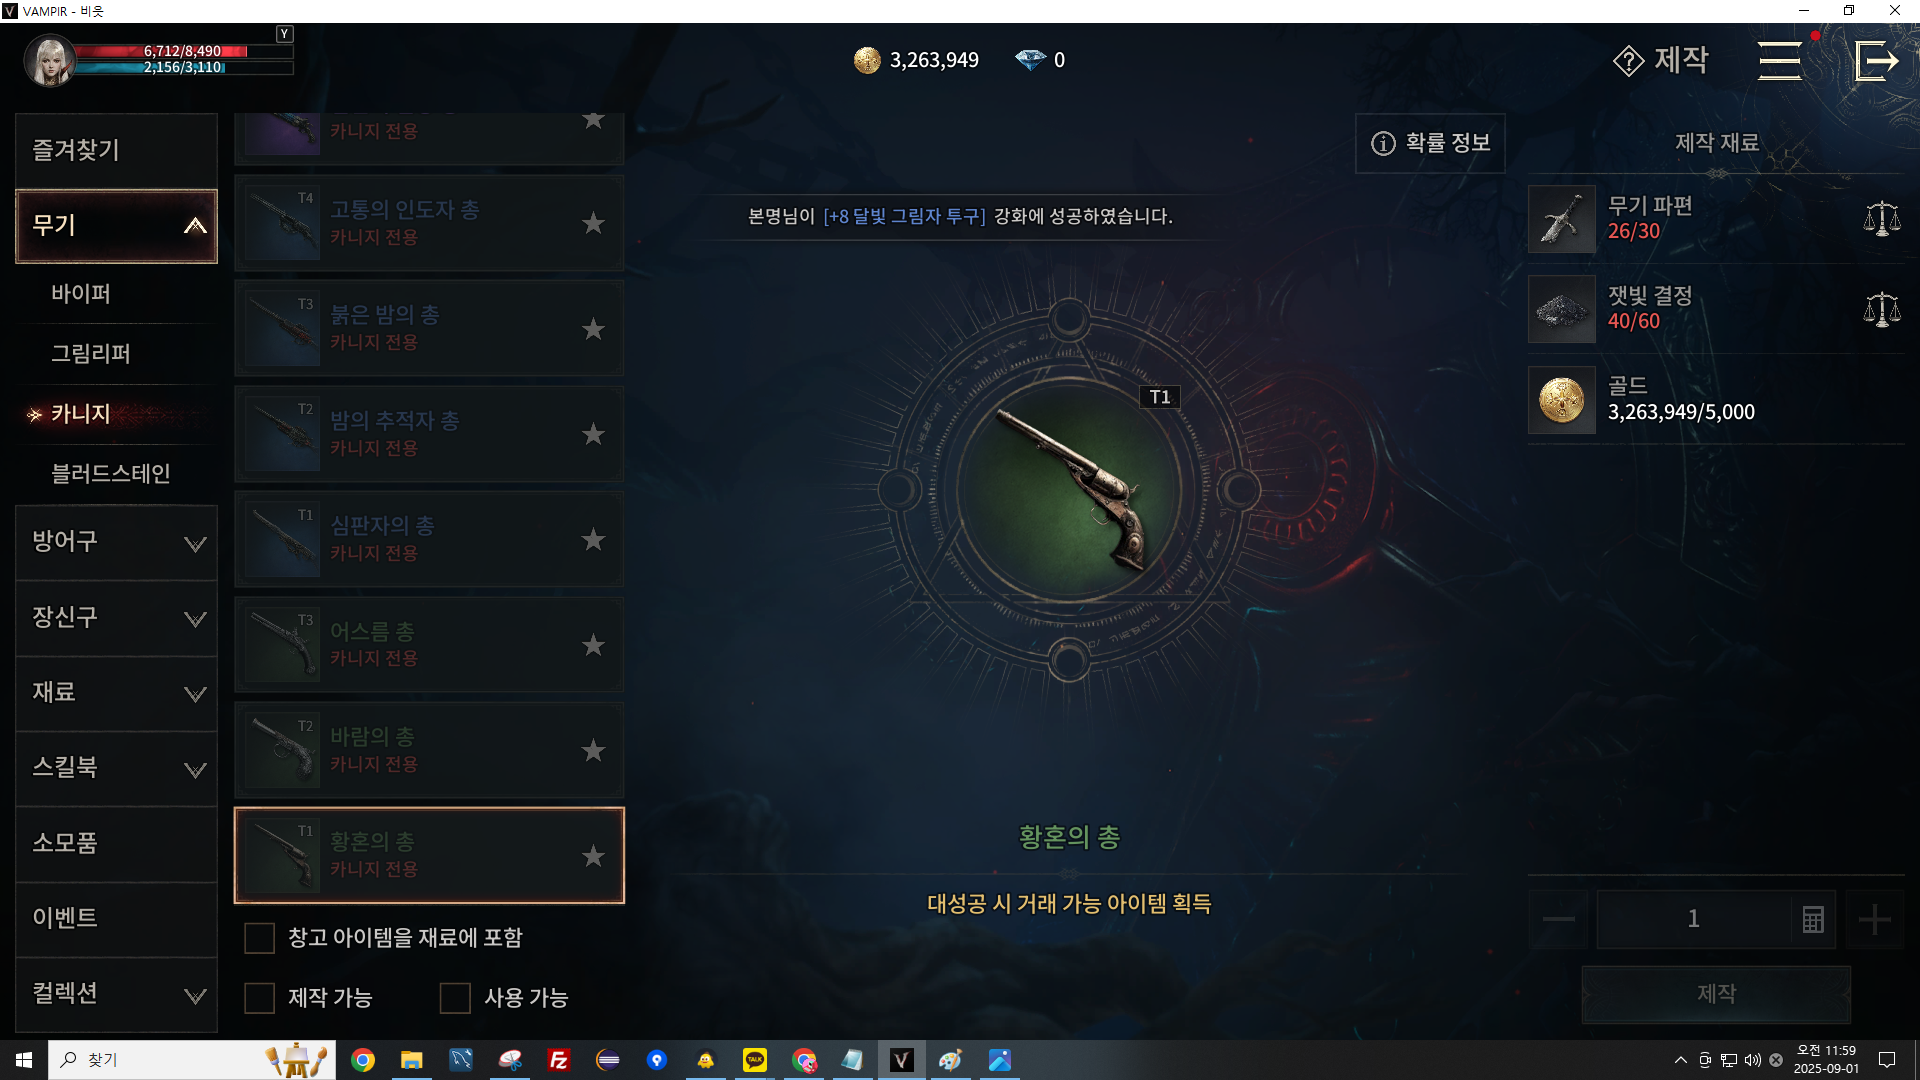 VAMPIR - 비읏
Y
6,712/8,490
2,156/3,110
3,263,949
0
제작
즐겨찾기
무기
바이퍼
그림리퍼
카니지
블러드스테인
방어구
장신구
재료
스킬북
소모품
이벤트
컬렉션
카니지 전용
T4
고통의 인도자 총
카니지 전용
T3
붉은 밤의 총
카니지 전용
T2
밤의 추적자 총
카니지 전용
T1
심판자의 총
카니지 전용
T3
어스름 총
카니지 전용
T2
바람의 총
카니지 전용
T1
황혼의 총
카니지 전용
창고 아이템을 재료에 포함
제작 가능
사용 가능
본명님이 [+8 달빛 그림자 투구] 강화에 성공하였습니다.
T1
황혼의 총
대성공 시 거래 가능 아이템 획득
확률 정보
제작 재료
무기 파편
26/30
잿빛 결정
40/60
골드
3,263,949/5,000
1
제작
찾기
TALK
오전 11:59
2025-09-01